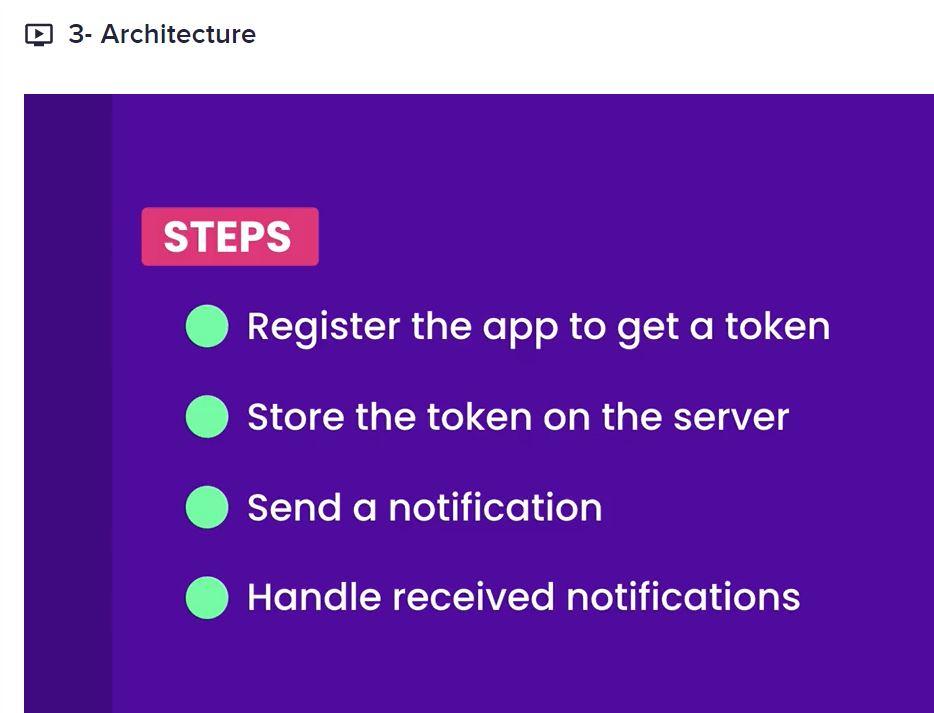 3- Architecture
STEPS
Register the app to get a token
Store the token on the server
Send a notification
Handle received notifications